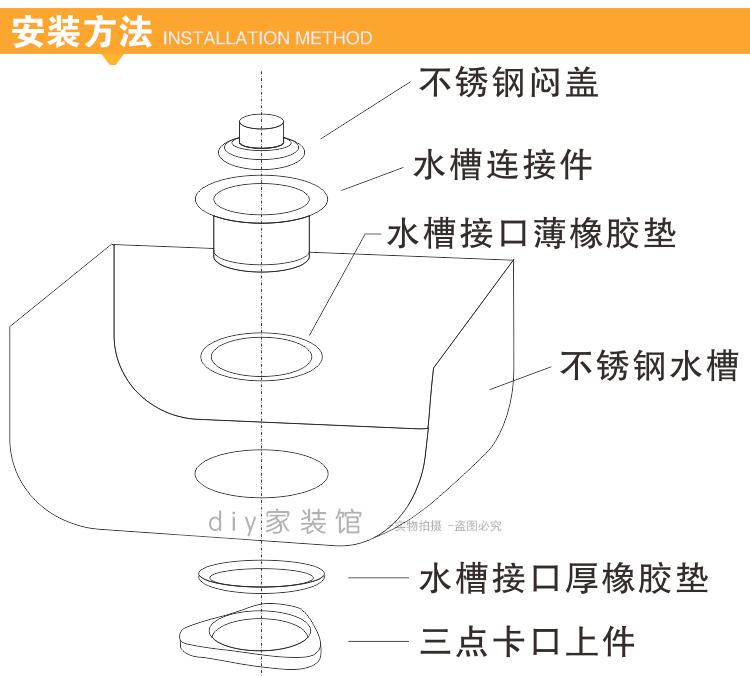 安装方法 INSTALLATION METHOD
不锈钢闷盖
水槽连接件
水槽接口薄橡胶垫
不锈钢水槽
diy家装馆
-实物拍摄 -盗图必究
水槽接口厚橡胶垫
三点卡口上件